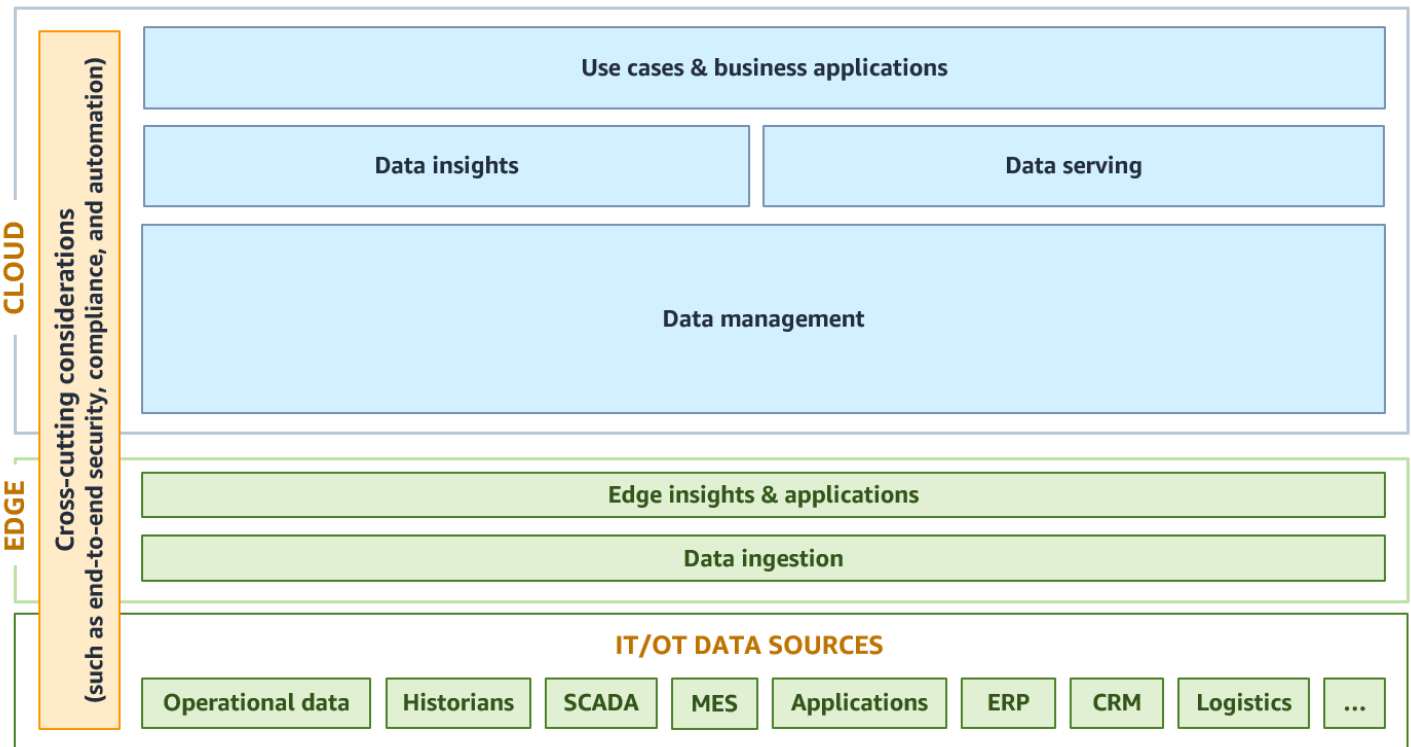 CLOUD
Cross-cutting considerations
(such as end-to-end security, compliance, and automation)
Use cases & business applications
Data insights
Data serving
Data management
EDGE
Edge insights & applications
Data ingestion
IT/OT DATA SOURCES
Operational data
Historians
SCADA
MES
Applications
ERP
CRM
Logistics
...